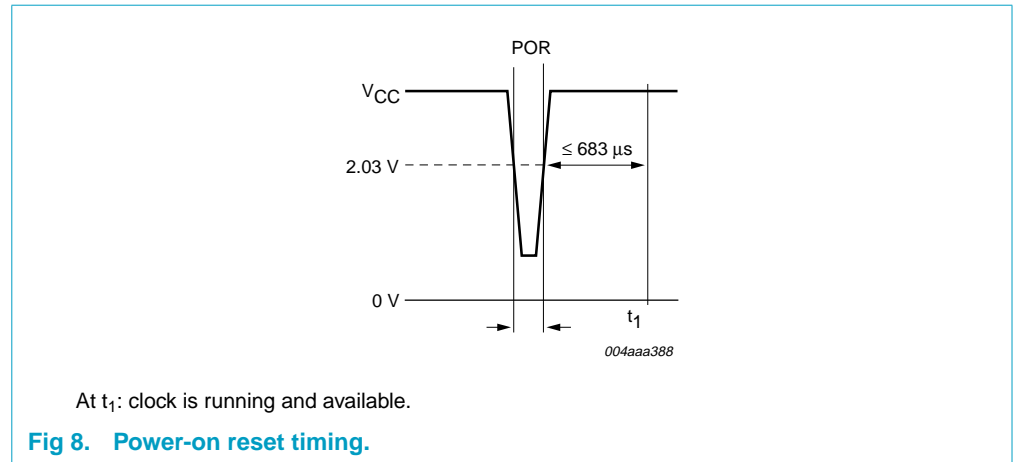 POR
VCC
≤ 683 μs
2.03 V
0 V
t1
004aaa388
At t1: clock is running and available.
Fig 8. Power-on reset timing.